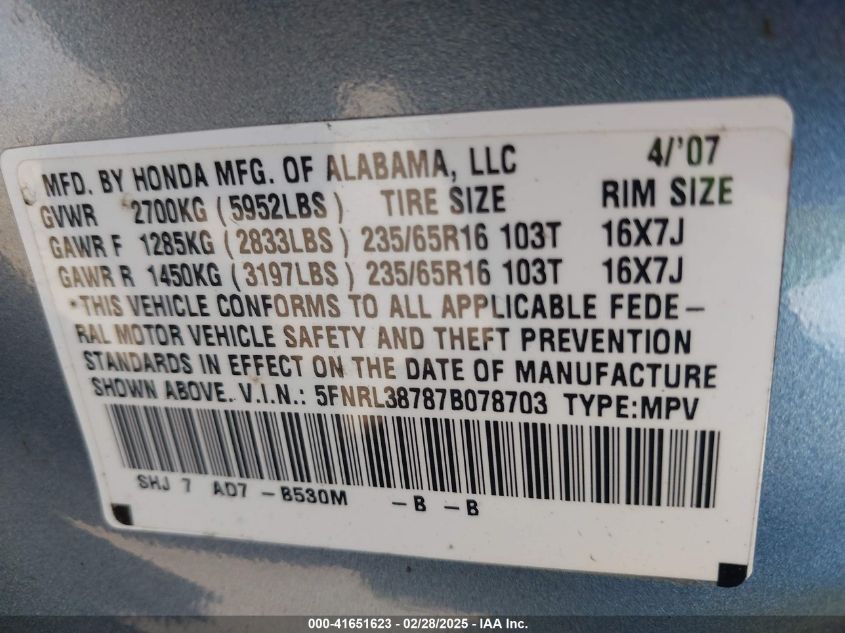 MFD. BY HONDA MFG. OF ALABAMA, LLC 4/'07
GVWR 2700KG (5952LBS) TIRE SIZE RIM SIZE
GAWR F 1285KG (2833LBS) 235/65R16 103T 16X7J
GAWR R 1450KG (3197LBS) 235/65R16 103T 16X7J
*THIS VEHICLE CONFORMS TO ALL APPLICABLE FEDE-
RAL MOTOR VEHICLE SAFETY AND THEFT PREVENTION
STANDARDS IN EFFECT ON THE DATE OF MANUFACTURE
SHOWN ABOVE. V.I.N.: 5FNRL38787B078703 TYPE:MPV
SHJ 7 AD7 -B530M -B -B
000-41651623 - 02/28/2025 - IAA Inc.